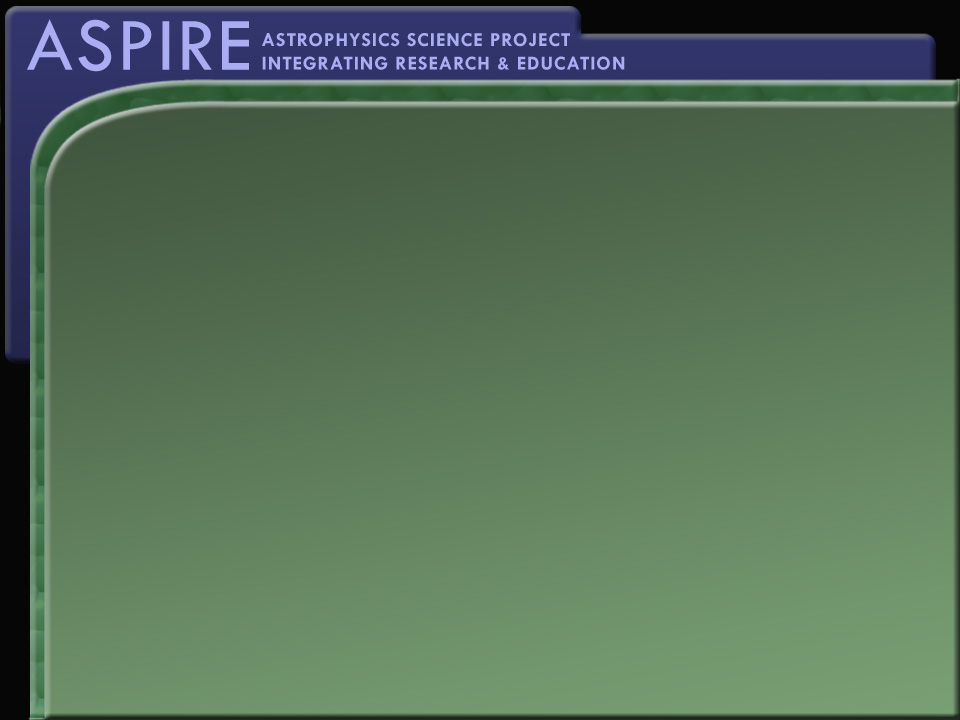 ASPIRE
ASTROPHYSICS SCIENCE PROJECT
INTEGRATING RESEARCH & EDUCATION